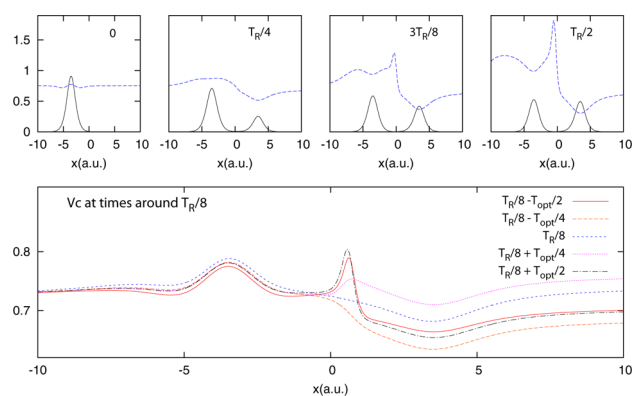 0
T_R/4
3T_R/8
T_R/2
1.5
1
0.5
0
-10 -5 0 5 10
-10 -5 0 5 10
-10 -5 0 5 10
-10 -5 0 5 10
x(a.u.)
x(a.u.)
x(a.u.)
x(a.u.)
Vc at times around T_R/8
T_R/8 -T_opt/2
T_R/8 - T_opt/4
T_R/8
T_R/8 + T_opt/4
T_R/8 + T_opt/2
0.8
0.7
-10 -5 0 5 10
x(a.u.)